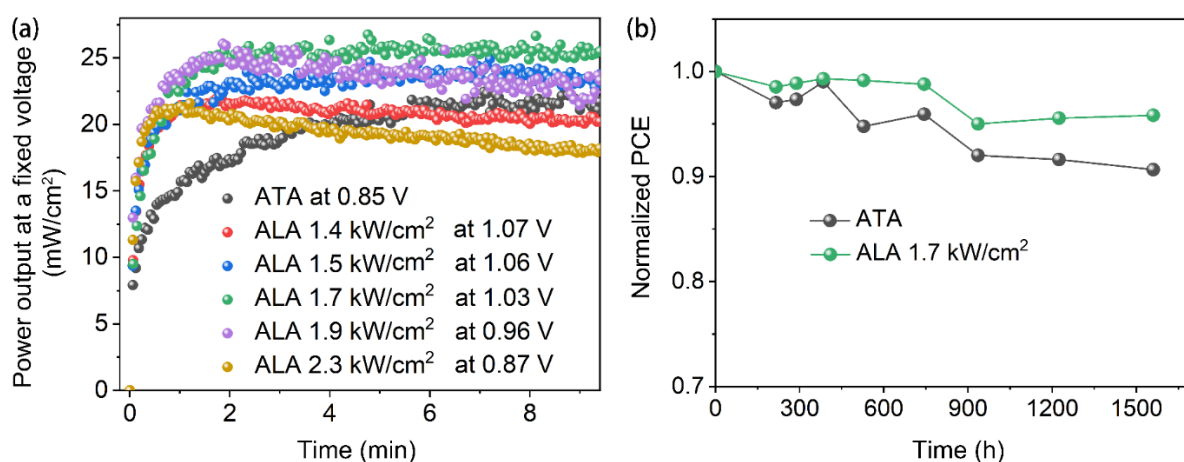 (a)
Power output at a fixed voltage
(mW/cm²)
25
20
15
10
5
0
ATA at 0.85 V
ALA 1.4 kW/cm² at 1.07 V
ALA 1.5 kW/cm² at 1.06 V
ALA 1.7 kW/cm² at 1.03 V
ALA 1.9 kW/cm² at 0.96 V
ALA 2.3 kW/cm² at 0.87 V
0 2 4 6 8
Time (min)
(b)
Normalized PCE
1.0
0.9
0.8
0.7
ATA
ALA 1.7 kW/cm²
0 300 600 900 1200 1500
Time (h)